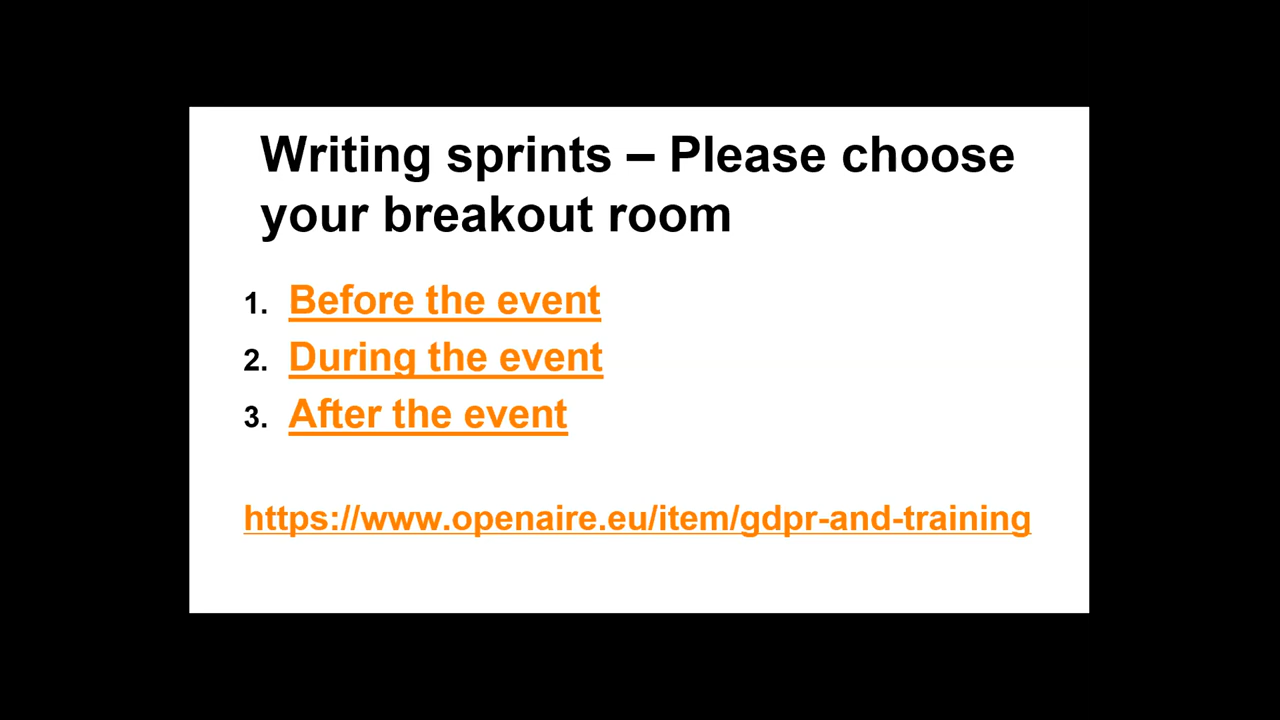 Writing sprints – Please choose
your breakout room
1. Before the event
2. During the event
3. After the event
https://www.openaire.eu/item/gdpr-and-training